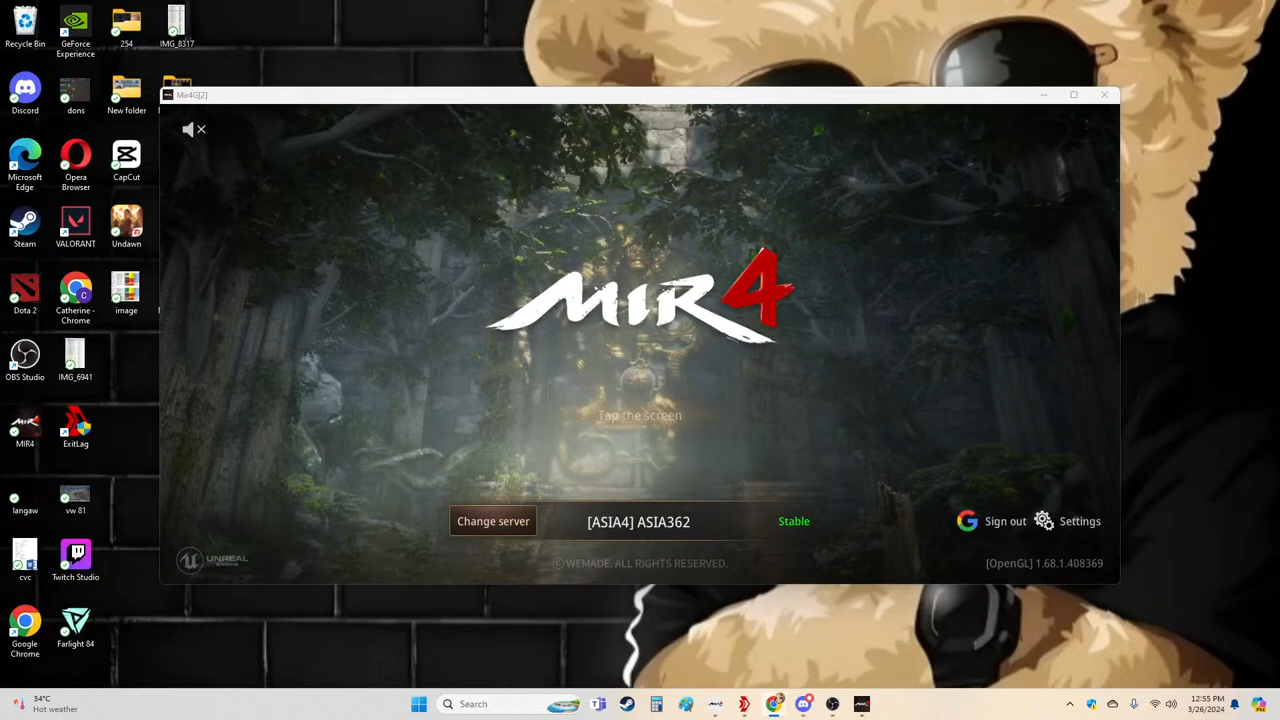 Recycle Bin
GeForce
Experience
254
IMG_8317
Discord
dons
New folder
Mir4G[2]
Microsoft
Edge
Opera
Browser
CapCut
Steam
VALORANT
Undawn
Dota 2
Catherine -
Chrome
image
OBS Studio
IMG_6941
MIR4
ExitLag
langaw
vw 81
cvc
Twitch Studio
Google
Chrome
Farlight 84
MIR4
Tap the screen
Change server
[ASIA4] ASIA362
Stable
Sign out
Settings
UNREAL
ENGINE
©WEMADE. ALL RIGHTS RESERVED.
[OpenGL] 1.68.1.408369
34°C
Hot weather
Search
12:55 PM
3/26/2024